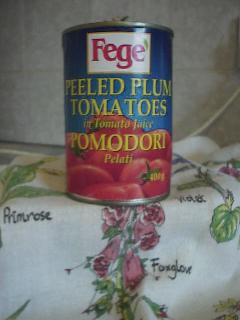 Fege
PEELED PLUM
TOMATOES
in Tomato Juice
POMODORI
Pelati
400g
Primrose
Foxglove